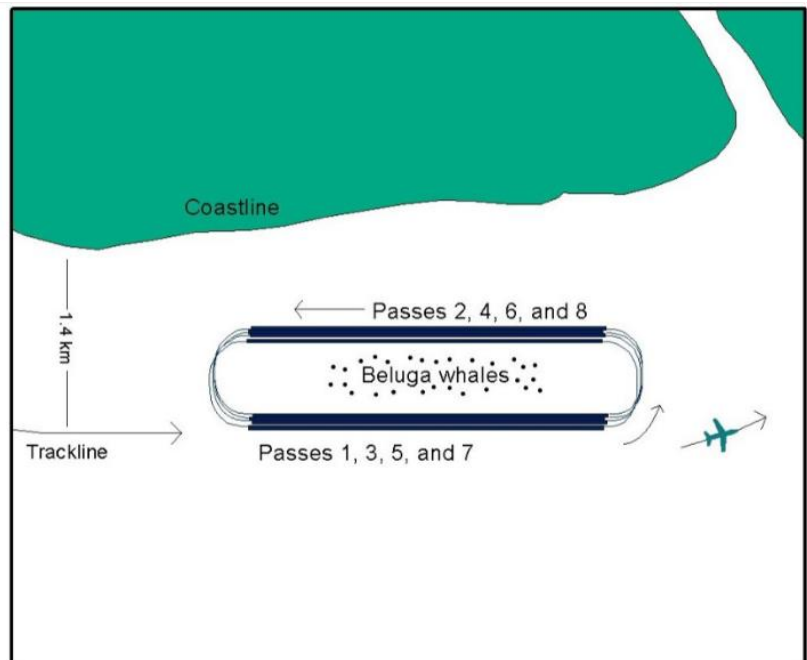 Coastline
1.4 km
Passes 2, 4, 6, and 8
Beluga whales
Trackline
Passes 1, 3, 5, and 7